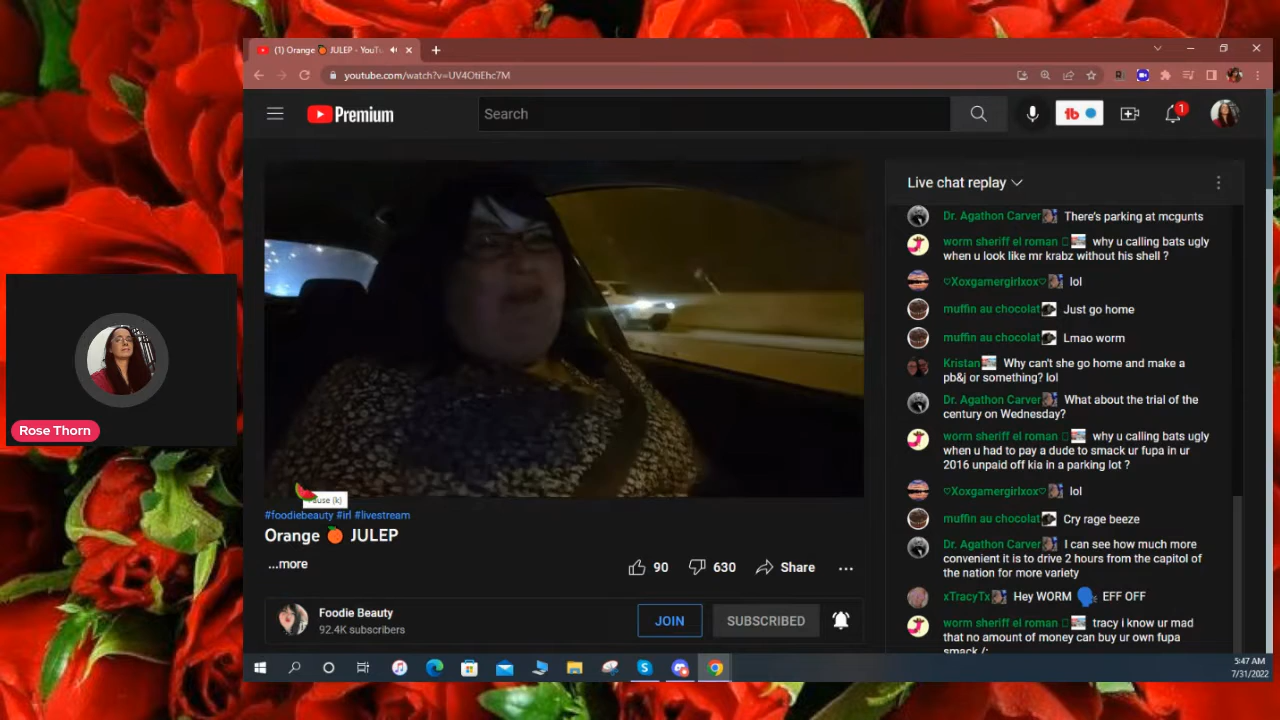 (1) Orange 🍊 JULEP - YouTu
youtube.com/watch?v=UV4OtiEhc7M
Premium
Search
1
Live chat replay
Dr. Agathon Carver There's parking at mcgunts
worm sheriff el roman why u calling bats ugly
when u look like mr krabz without his shell ?
♡Xoxgamergirlxox♡ lol
muffin au chocolat Just go home
muffin au chocolat Lmao worm
Kristan Why can't she go home and make a
pb&j or something? lol
Dr. Agathon Carver What about the trial of the
century on Wednesday?
worm sheriff el roman why u calling bats ugly
when u had to pay a dude to smack ur fupa in ur
2016 unpaid off kia in a parking lot ?
♡Xoxgamergirlxox♡ lol
muffin au chocolat Cry rage beeze
Dr. Agathon Carver I can see how much more
convenient it is to drive 2 hours from the capitol of
the nation for more variety
xTracyTx Hey WORM 🗣 EFF OFF
worm sheriff el roman tracy i know ur mad
that no amount of money can buy ur own fupa
smack /:
Rose Thorn
Pause (k)
#foodiebeauty #irl #livestream
Orange 🍊 JULEP
...more
90
630
Share
Foodie Beauty
92.4K subscribers
JOIN
SUBSCRIBED
5:47 AM
7/31/2022